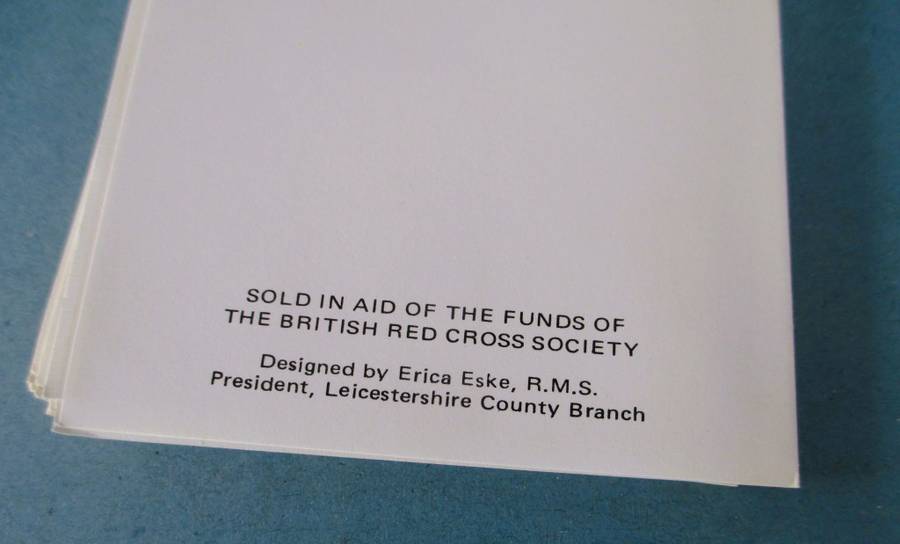 SOLD IN AID OF THE FUNDS OF
THE BRITISH RED CROSS SOCIETY
Designed by Erica Eske, R.M.S.
President, Leicestershire County Branch